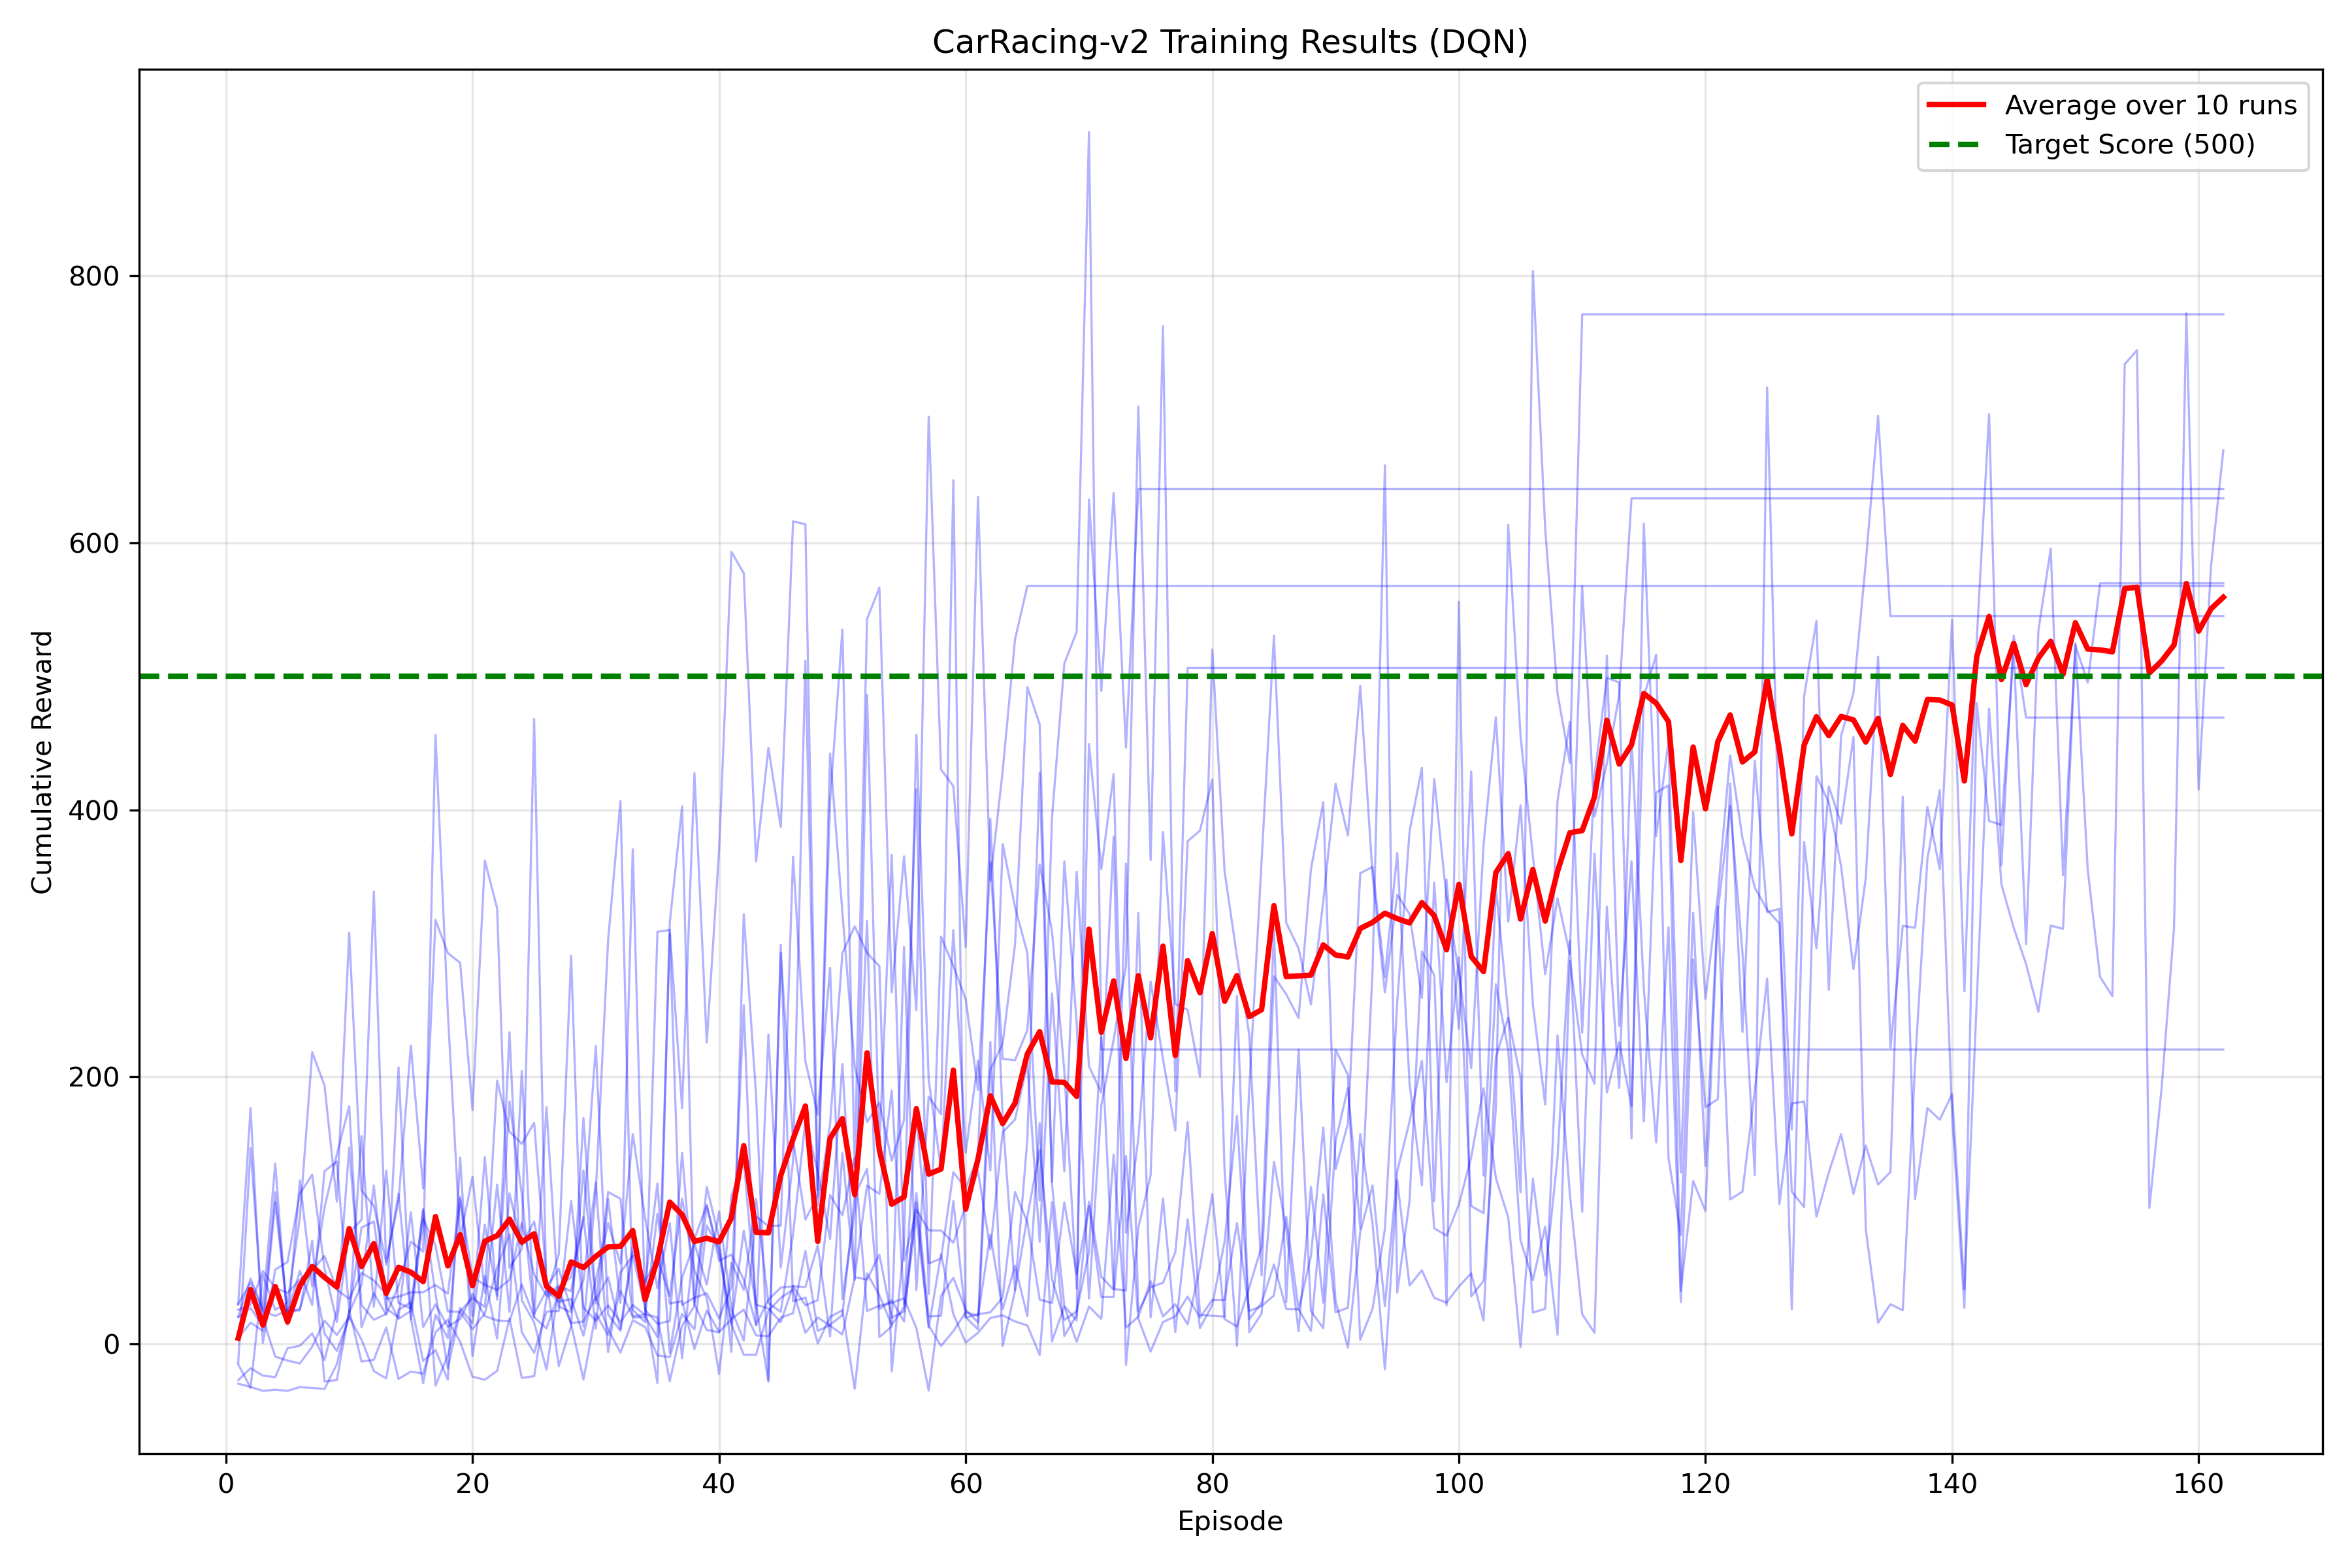 CarRacing-v2 Training Results (DQN)
Average over 10 runs
Target Score (500)
800
600
400
200
0
Cumulative Reward
0 20 40 60 80 100 120 140 160
Episode